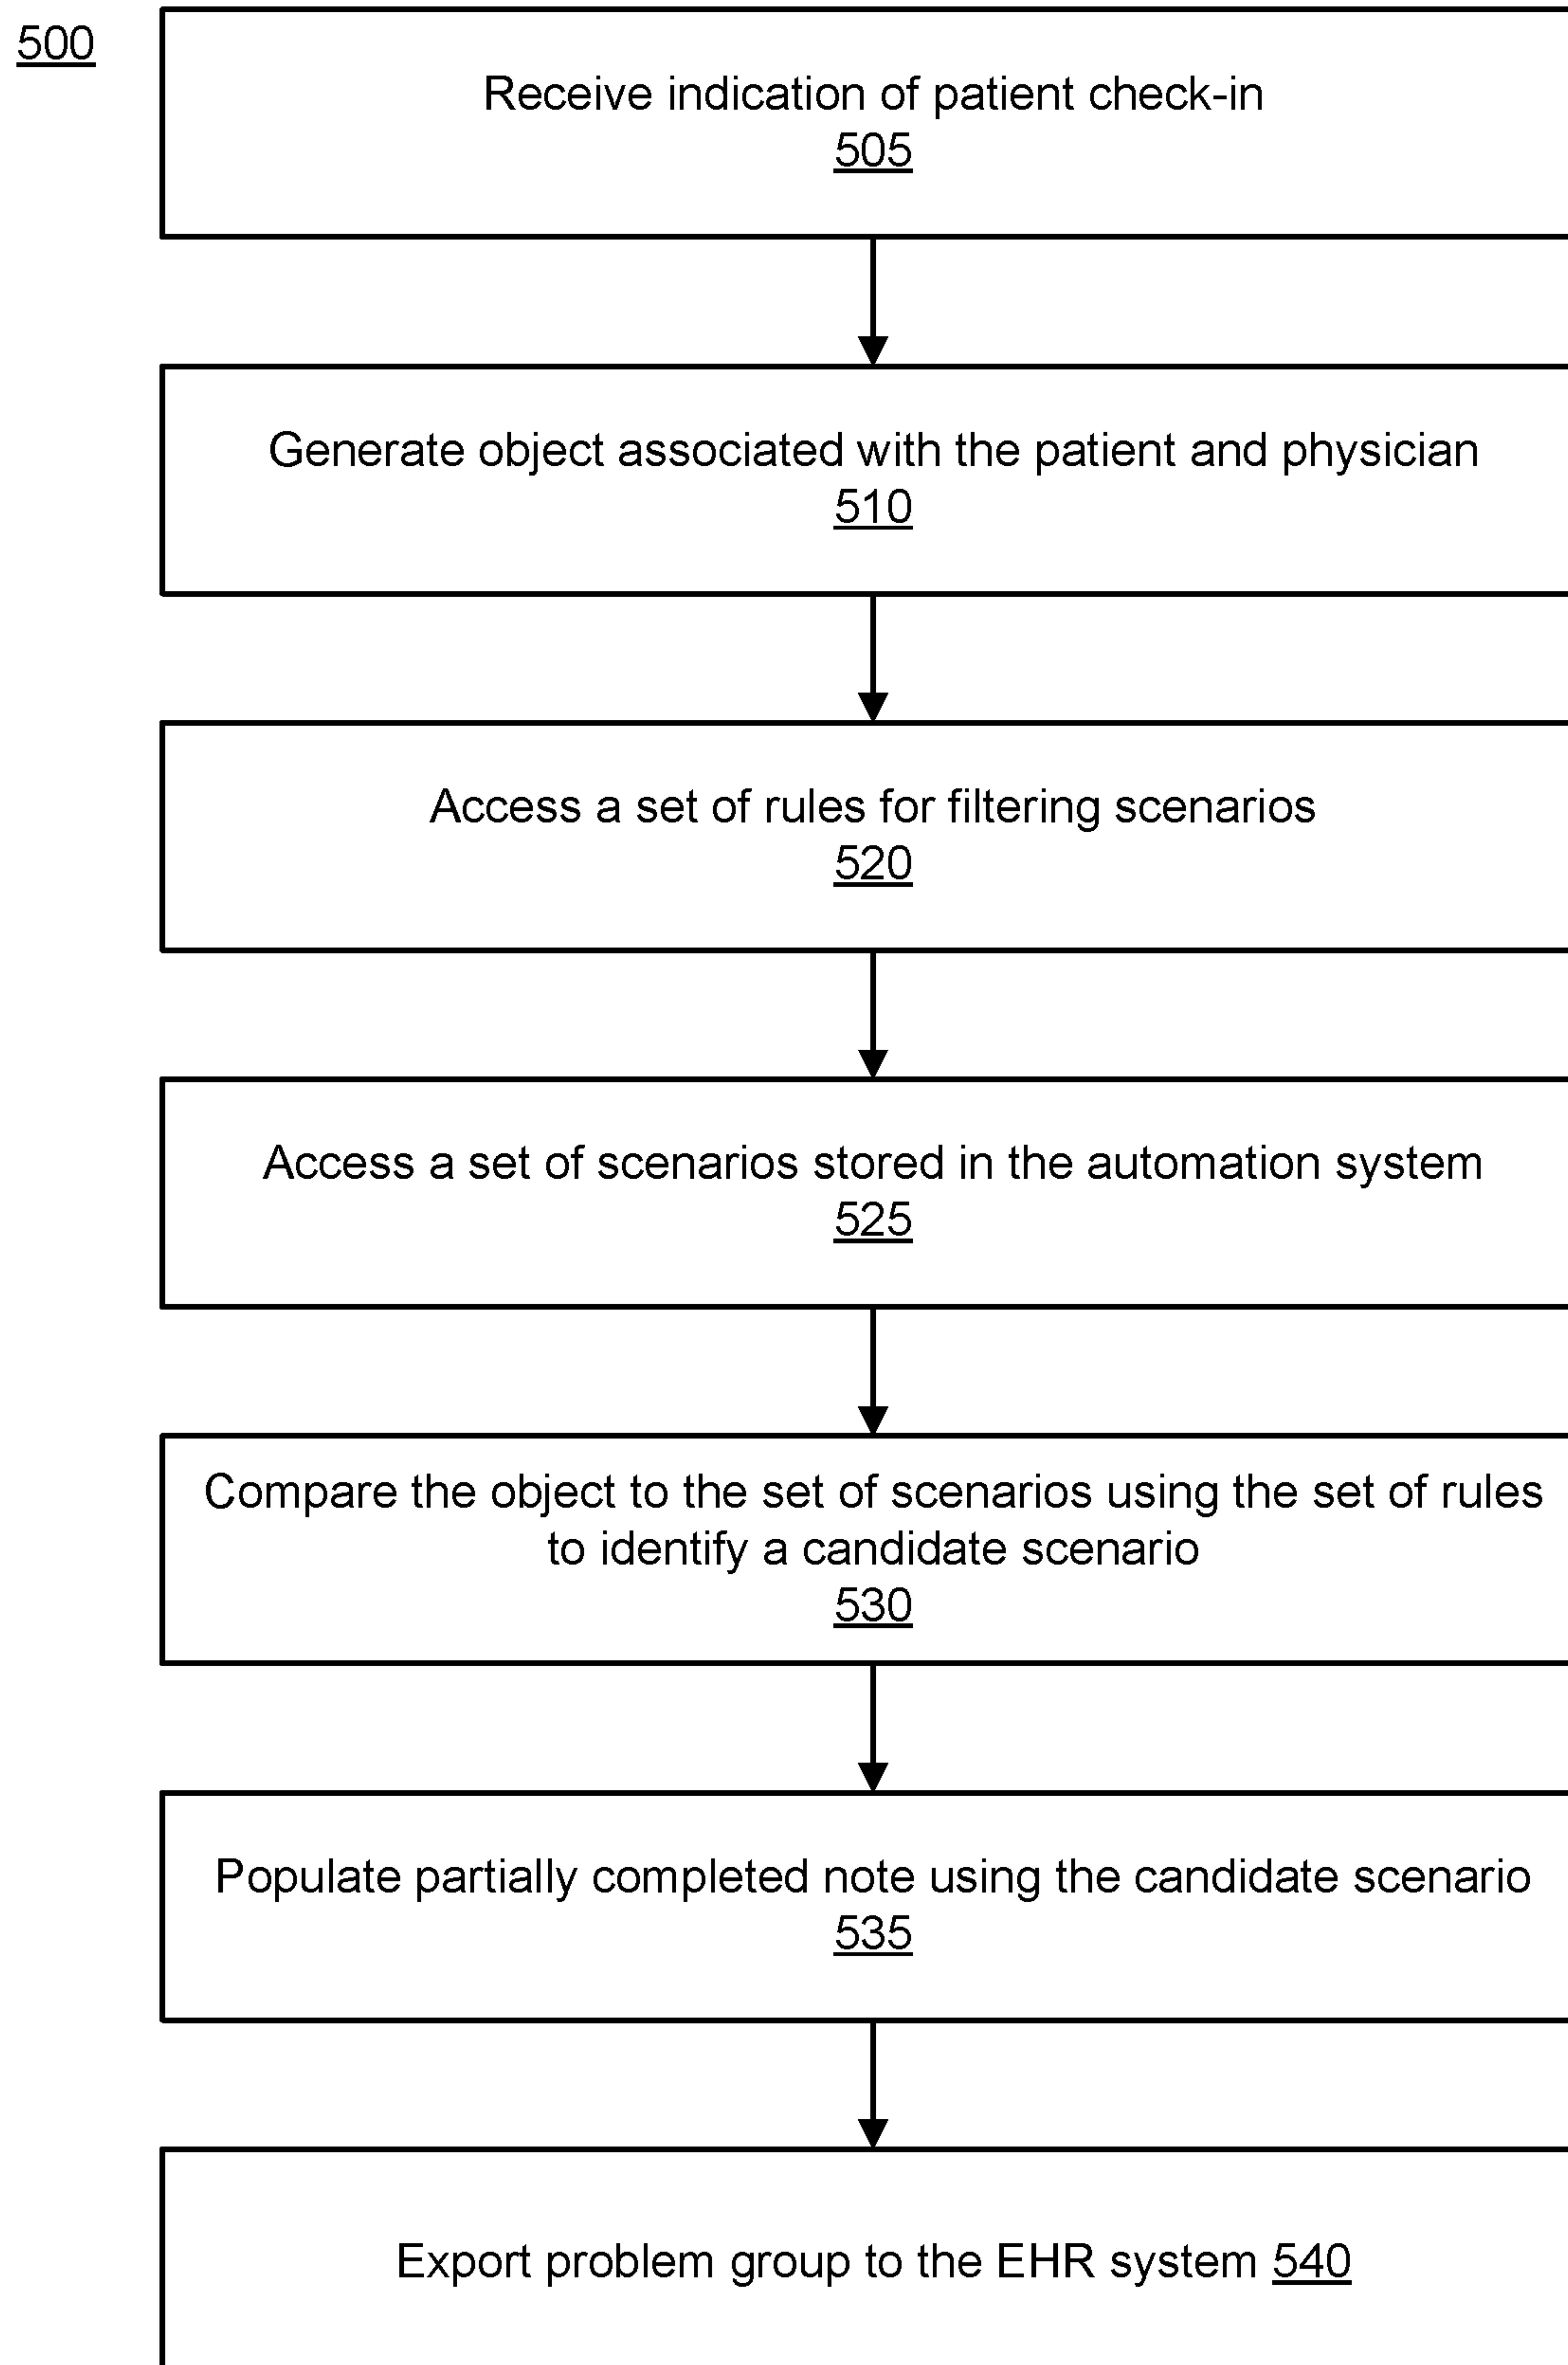 500
Receive indication of patient check-in
505
Generate object associated with the patient and physician
510
Access a set of rules for filtering scenarios
520
Access a set of scenarios stored in the automation system
525
Compare the object to the set of scenarios using the set of rules
to identify a candidate scenario
530
Populate partially completed note using the candidate scenario
535
Export problem group to the EHR system 540